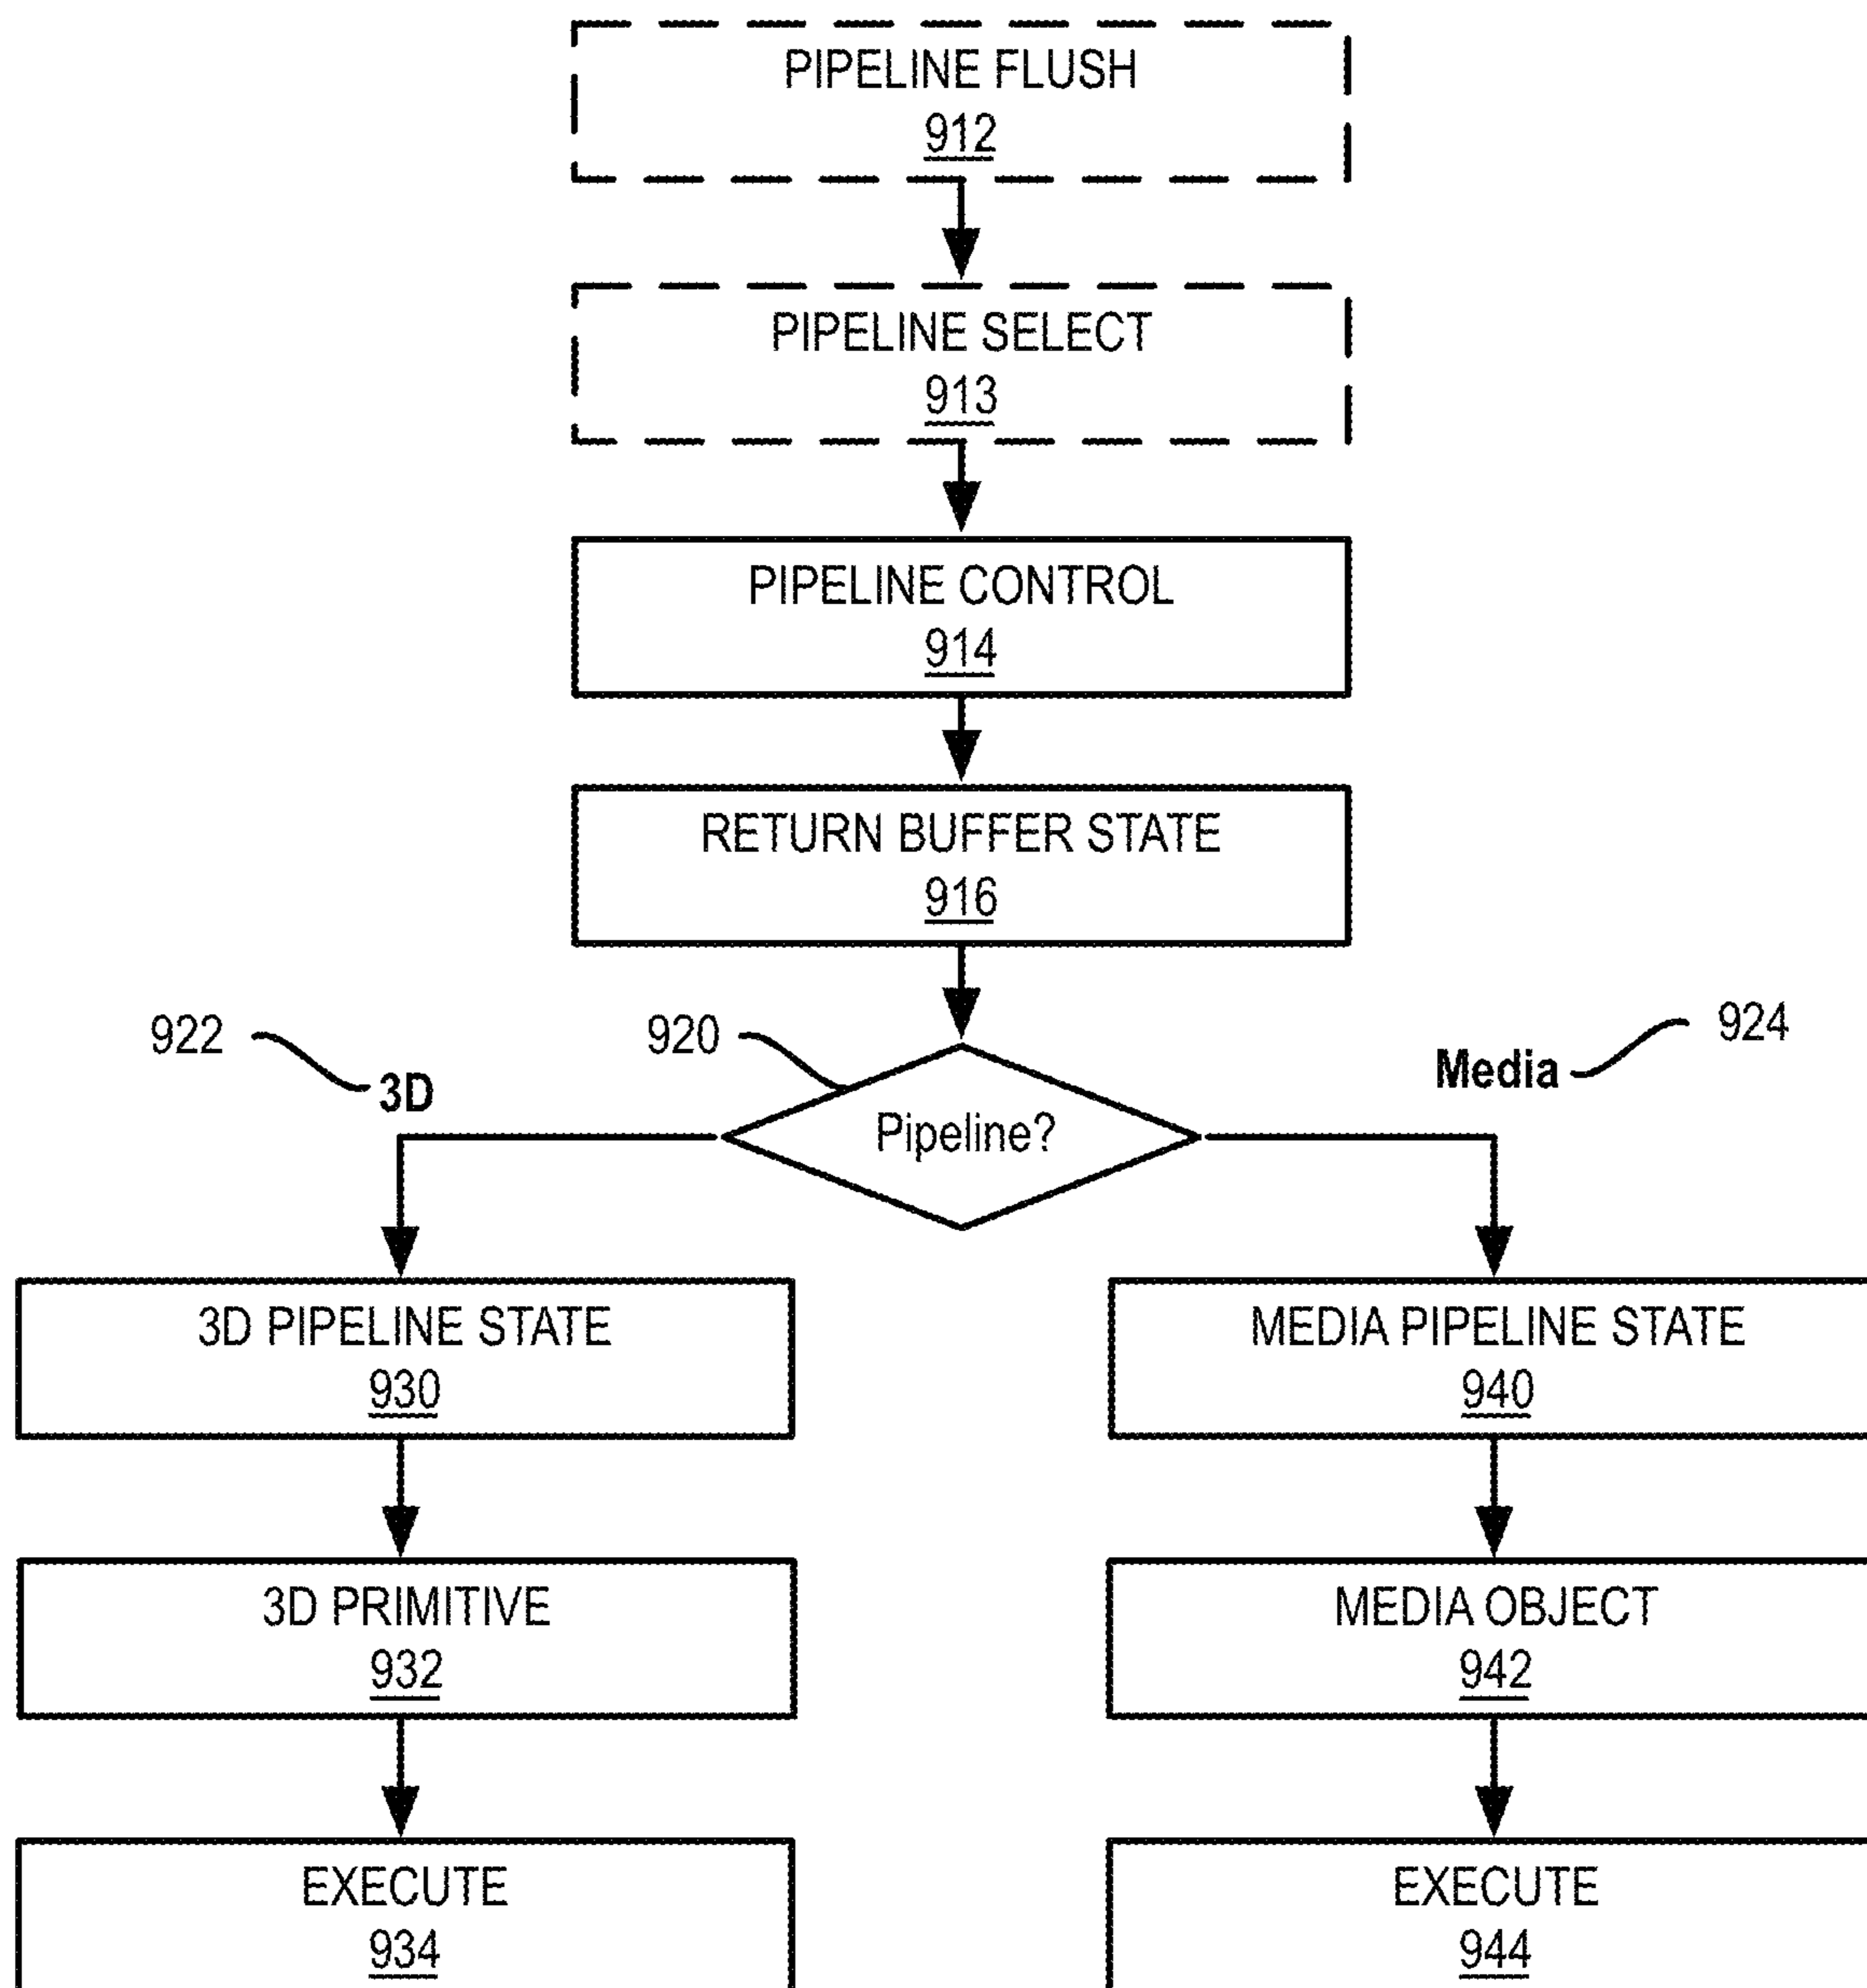 PIPELINE FLUSH
912
PIPELINE SELECT
913
PIPELINE CONTROL
914
RETURN BUFFER STATE
916
922
920
924
3D
Media
Pipeline?
3D PIPELINE STATE
930
MEDIA PIPELINE STATE
940
3D PRIMITIVE
932
MEDIA OBJECT
942
EXECUTE
934
EXECUTE
944